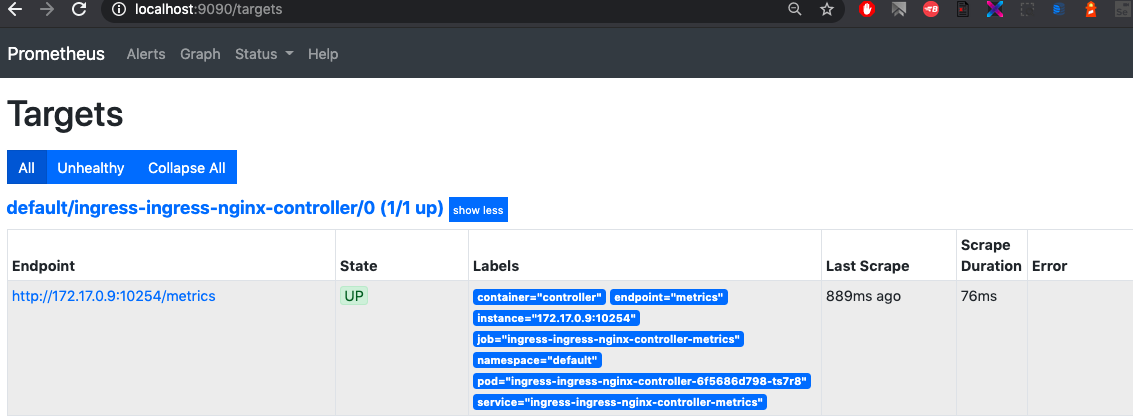 localhost:9090/targets
Prometheus Alerts Graph Status Help
Targets
All Unhealthy Collapse All
default/ingress-ingress-nginx-controller/0 (1/1 up) show less
Endpoint State Labels Last Scrape Scrape Duration Error
http://172.17.0.9:10254/metrics UP container="controller" endpoint="metrics" 889ms ago 76ms
instance="172.17.0.9:10254"
job="ingress-ingress-nginx-controller-metrics"
namespace="default"
pod="ingress-ingress-nginx-controller-6f5686d798-ts7r8"
service="ingress-ingress-nginx-controller-metrics"